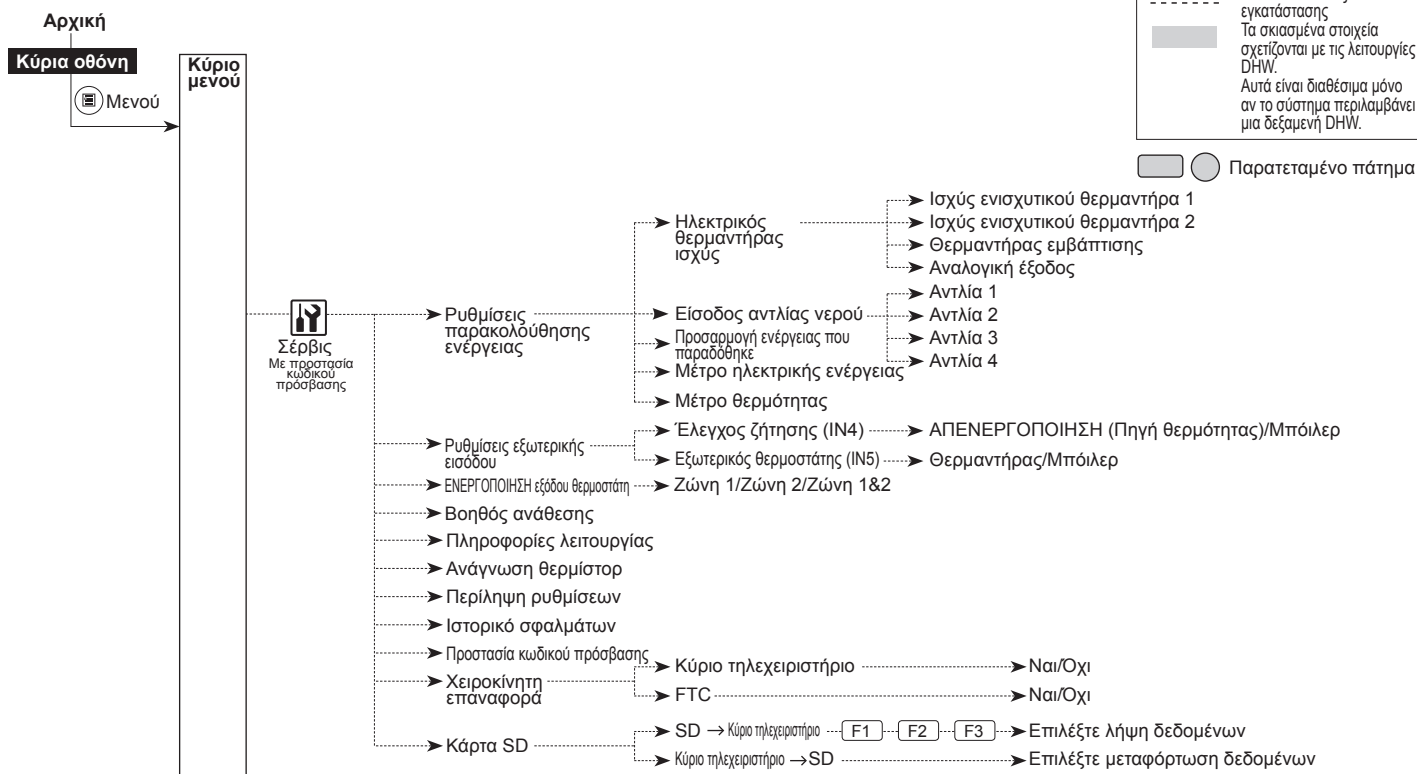 εγκατάστασης
Τα σκιασμένα στοιχεία
σχετίζονται με τις λειτουργίες
DHW.
Αυτά είναι διαθέσιμα μόνο
αν το σύστημα περιλαμβάνει
μια δεξαμενή DHW.
Παρατεταμένο πάτημα
Αρχική
Κύρια οθόνη
Μενού
Κύριο
μενού
Σέρβις
Με προστασία
κωδικού
πρόσβασης
Ρυθμίσεις
παρακολούθησης
ενέργειας
Ηλεκτρικός
θερμαντήρας
ισχύς
Ισχύς ενισχυτικού θερμαντήρα 1
Ισχύς ενισχυτικού θερμαντήρα 2
Θερμαντήρας εμβάπτισης
Αναλογική έξοδος
Είσοδος αντλίας νερού
Αντλία 1
Αντλία 2
Αντλία 3
Αντλία 4
Προσαρμογή ενέργειας που
παραδόθηκε
Μέτρο ηλεκτρικής ενέργειας
Μέτρο θερμότητας
Ρυθμίσεις εξωτερικής
εισόδου
Έλεγχος ζήτησης (IN4)
ΑΠΕΝΕΡΓΟΠΟΙΗΣΗ (Πηγή θερμότητας)/Μπόιλερ
Εξωτερικός θερμοστάτης (IN5)
Θερμαντήρας/Μπόιλερ
ΕΝΕΡΓΟΠΟΙΗΣΗ εξόδου θερμοστάτη
Ζώνη 1/Ζώνη 2/Ζώνη 1&2
Βοηθός ανάθεσης
Πληροφορίες λειτουργίας
Ανάγνωση θερμίστορ
Περίληψη ρυθμίσεων
Ιστορικό σφαλμάτων
Προστασία κωδικού πρόσβασης
Χειροκίνητη
επαναφορά
Κύριο τηλεχειριστήριο
Ναι/Όχι
FTC
Ναι/Όχι
Κάρτα SD
SD → Κύριο τηλεχειριστήριο F1 F2 F3 Επιλέξτε λήψη δεδομένων
Κύριο τηλεχειριστήριο → SD Επιλέξτε μεταφόρτωση δεδομένων